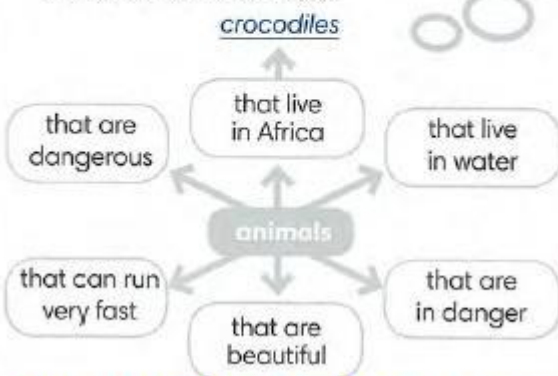 crocodiles
that live
in Africa
that are
dangerous
that live
in water
animals
that can run
very fast
that are
in danger
that are
beautiful